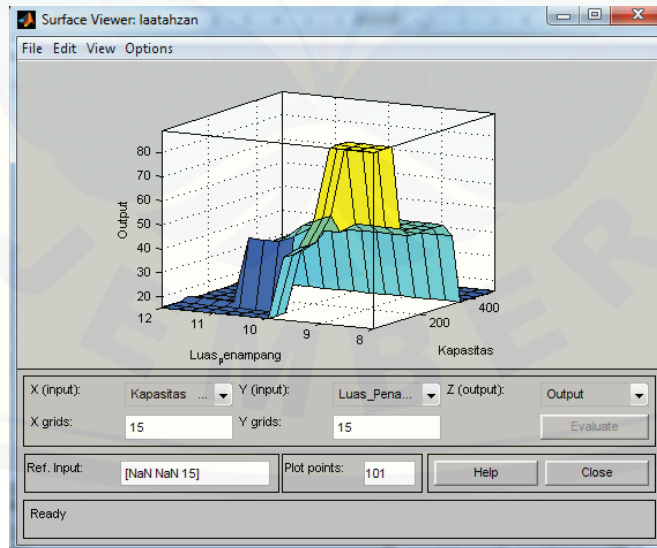 Surface Viewer: laatahzan
File Edit View Options
80
70
60
50
40
30
20
Output
12
11
10
9
8
Luas_penampang
200
400
Kapasitas
X (input): Kapasitas ... Y (input): Luas_Pena... Z (output): Output
X grids: 15 Y grids: 15 Evaluate
Ref. Input: [NaN NaN 15] Plot points: 101 Help Close
Ready
JEMBER